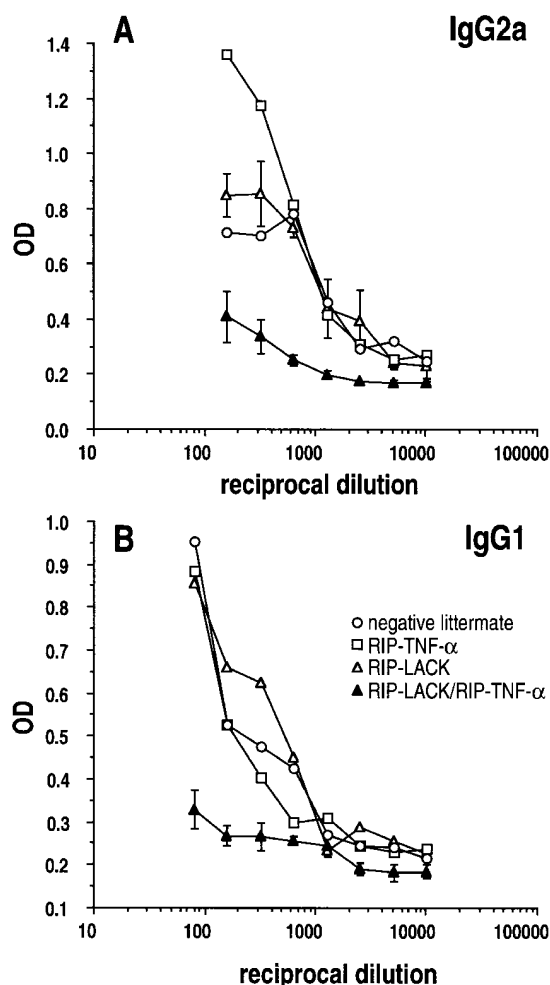 A
IgG2a
1.4
1.2
1.0
0.8
0.6
0.4
0.2
0.0
OD
10
100
1000
10000
100000
reciprocal dilution
B
IgG1
1.0
0.9
0.8
0.7
0.6
0.5
0.4
0.3
0.2
0.1
OD
negative littermate
RIP-TNF-α
RIP-LACK
RIP-LACK/RIP-TNF-α
10
100
1000
10000
100000
reciprocal dilution